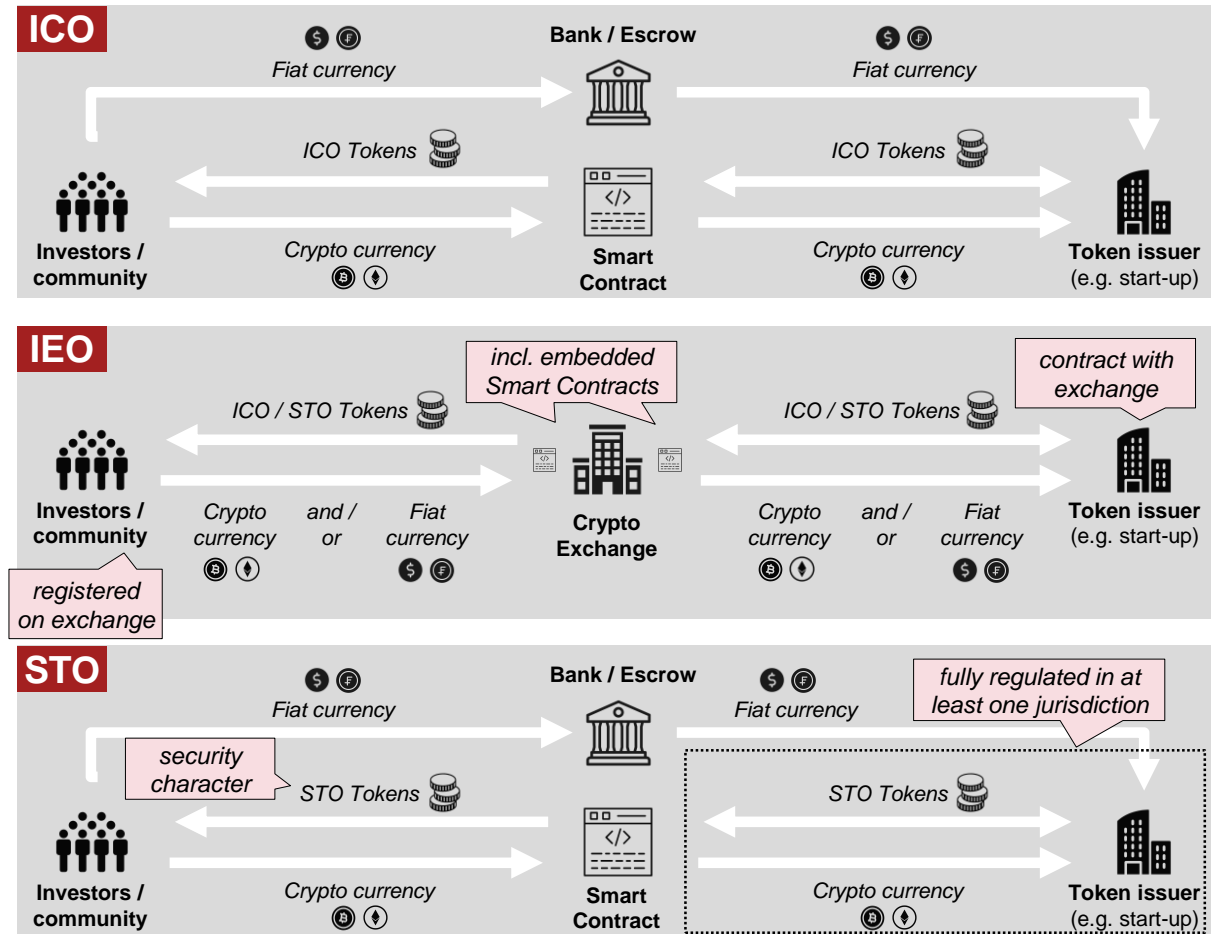 ICO
Bank / Escrow
Fiat currency
Fiat currency
ICO Tokens
ICO Tokens
Investors /
community
Crypto currency
Smart
Contract
Crypto currency
Token issuer
(e.g. start-up)
IEO
incl. embedded
Smart Contracts
contract with
exchange
ICO / STO Tokens
ICO / STO Tokens
Investors /
community
Crypto
currency
and /
or
Fiat
currency
Crypto
Exchange
Crypto
currency
and /
or
Fiat
currency
Token issuer
(e.g. start-up)
registered
on exchange
STO
Bank / Escrow
Fiat currency
Fiat currency
fully regulated in at
least one jurisdiction
security
character
STO Tokens
STO Tokens
Investors /
community
Crypto currency
Smart
Contract
Crypto currency
Token issuer
(e.g. start-up)